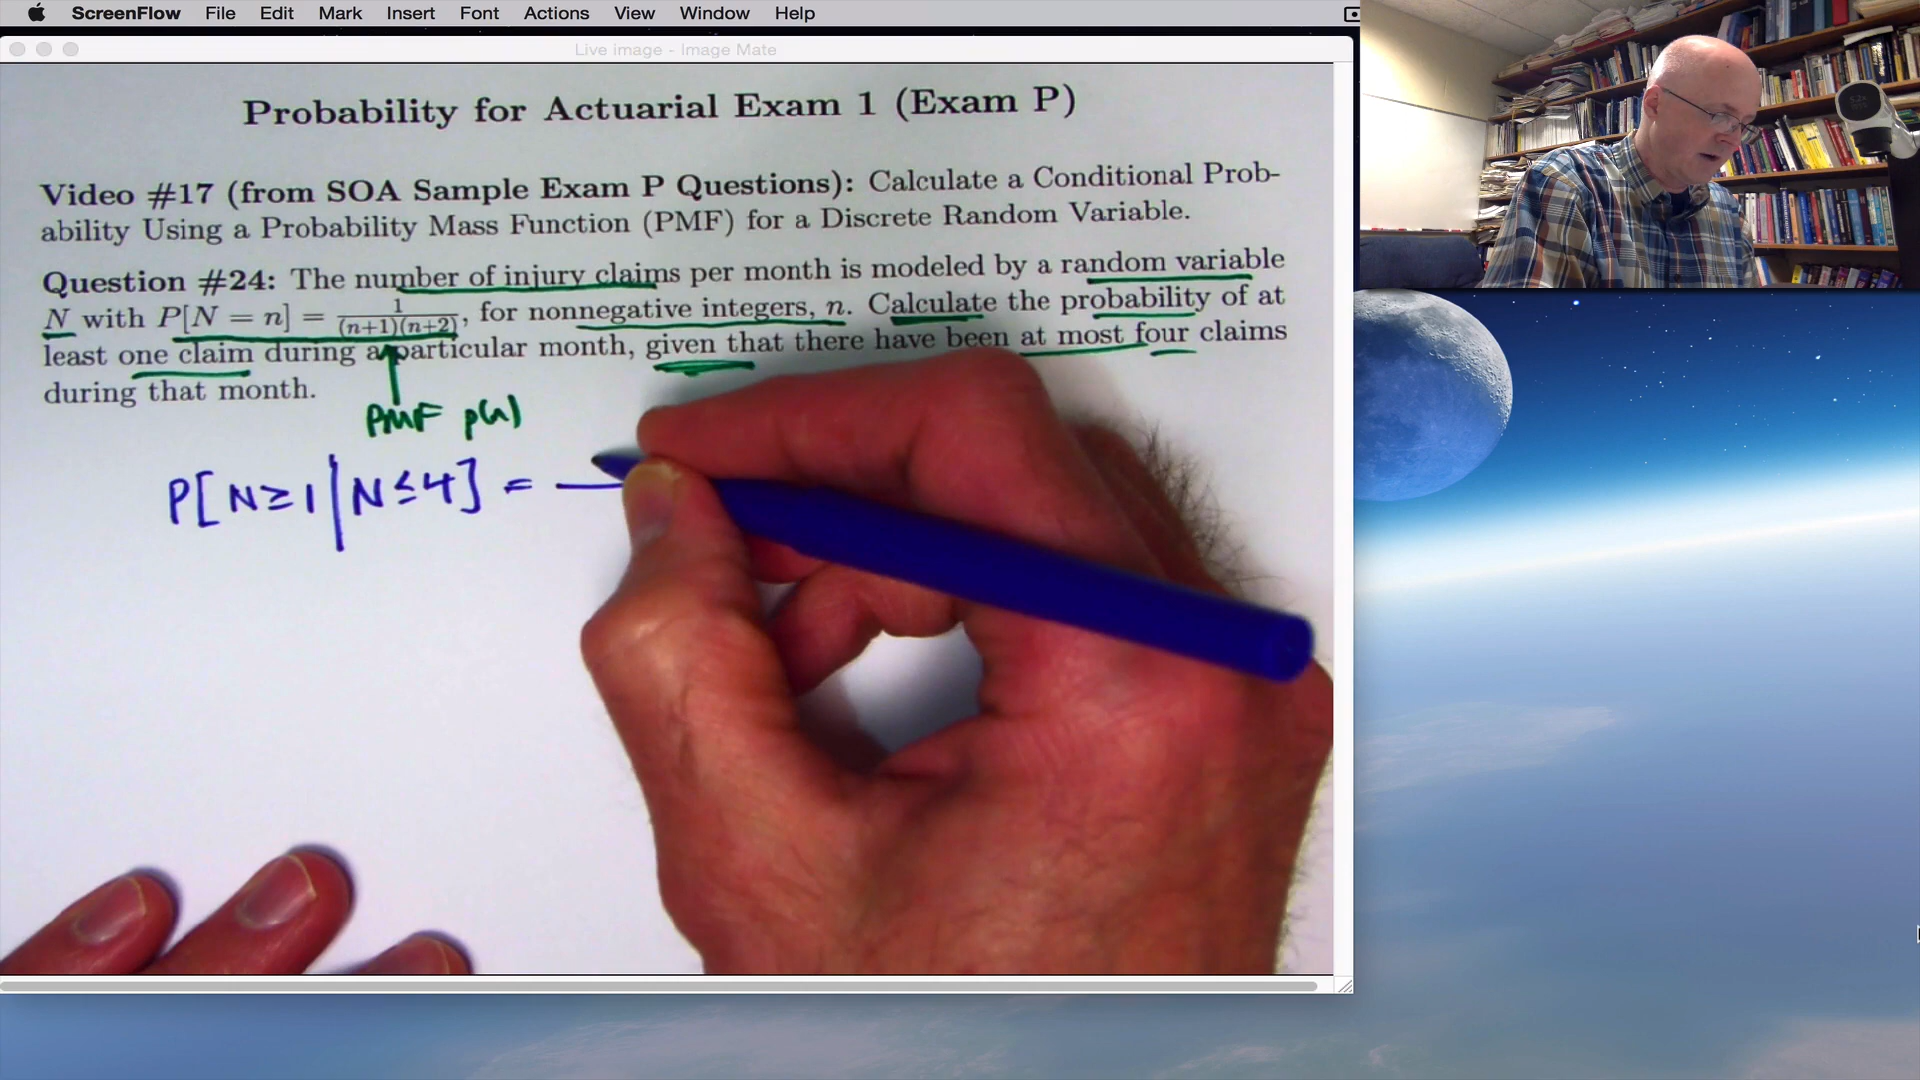 ScreenFlow File Edit Mark Insert Font Actions View Window Help
Live image - Image Mate
Probability for Actuarial Exam 1 (Exam P)
Video #17 (from SOA Sample Exam P Questions): Calculate a Conditional Prob-
ability Using a Probability Mass Function (PMF) for a Discrete Random Variable.
Question #24: The number of injury claims per month is modeled by a random variable
N with P[N = n] = 1/((n+1)(n+2)), for nonnegative integers, n. Calculate the probability of at
least one claim during a particular month, given that there have been at most four claims
during that month.
PMF p(n)
P[N≥1|N≤4] =